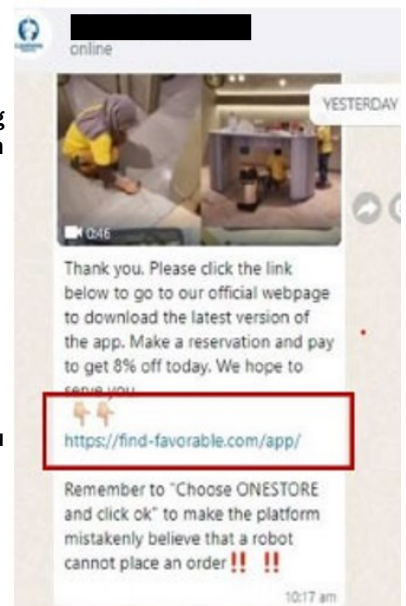 online
YESTERDAY
0:46
Thank you. Please click the link
below to go to our official webpage
to download the latest version of
the app. Make a reservation and pay
to get 8% off today. We hope to
serve you
https://find-favorable.com/app/
Remember to "Choose ONESTORE
and click ok" to make the platform
mistakenly believe that a robot
cannot place an order‼️ ‼️
10:17 am